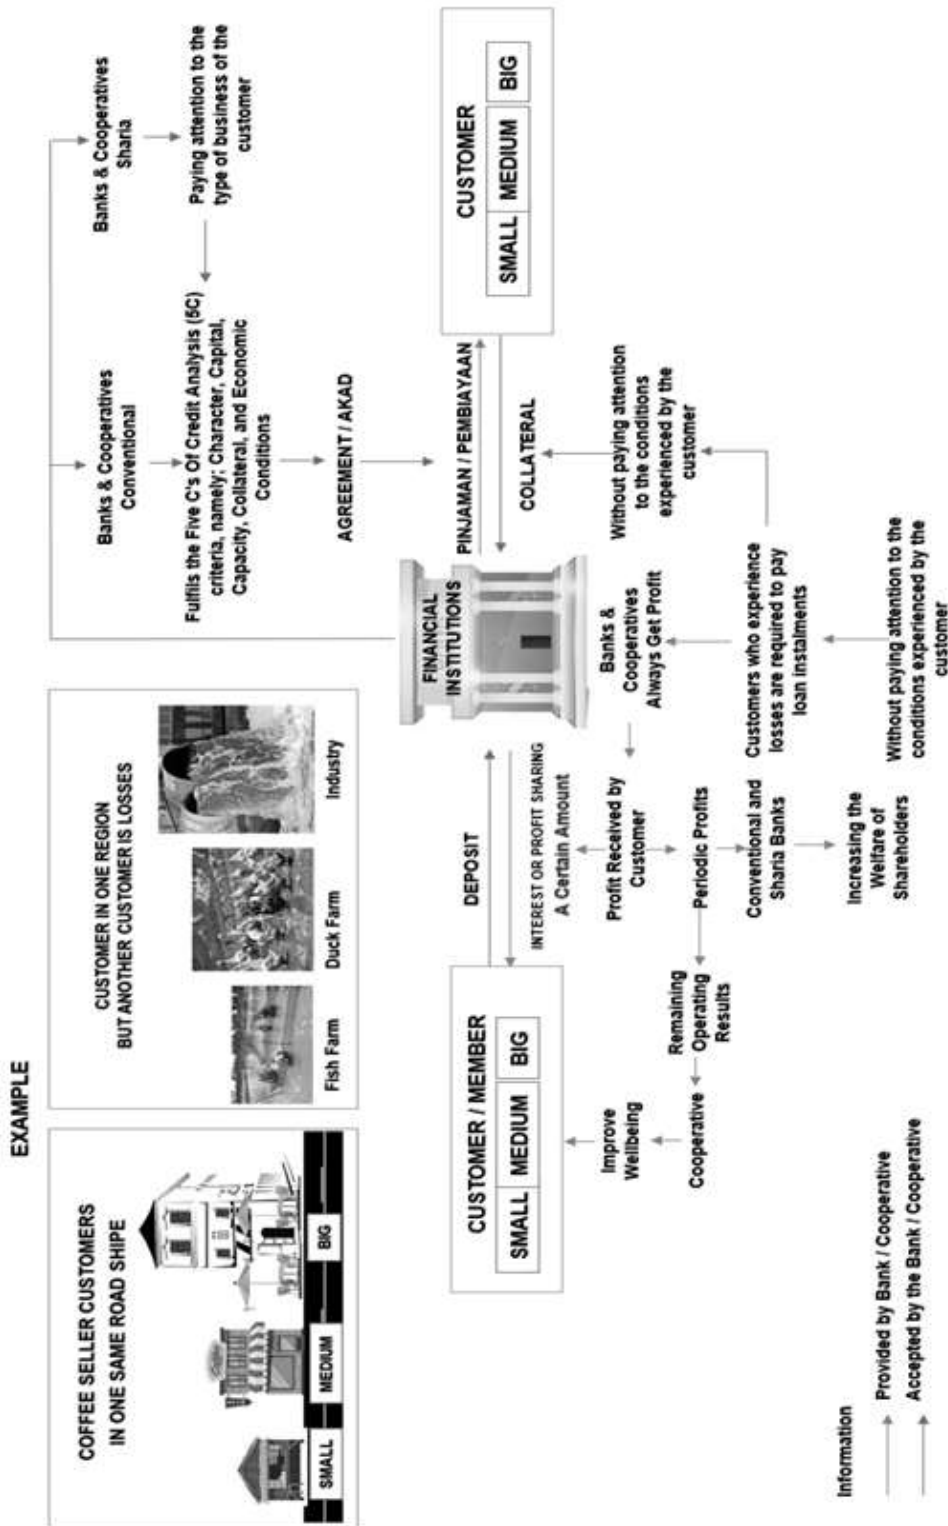 EXAMPLE
COFFEE SELLER CUSTOMERS
IN ONE SAME ROAD SHIPE
SMALL
MEDIUM
BIG
CUSTOMER IN ONE REGION
BUT ANOTHER CUSTOMER IS LOSSES
Fish Farm
Duck Farm
Industry
Banks & Cooperatives
Conventional
Banks & Cooperatives
Sharia
Fulfils the Five C's Of Credit Analysis (5C)
criteria, namely; Character, Capital,
Capacity, Collateral, and Economic
Conditions
Paying attention to the
type of business of the
customer
AGREEMENT / AKAD
CUSTOMER / MEMBER
SMALL
MEDIUM
BIG
DEPOSIT
INTEREST OR PROFIT SHARING
FINANCIAL
INSTITUTIONS
PINJAMAN / PEMBIAYAAN
COLLATERAL
CUSTOMER
SMALL
MEDIUM
BIG
A Certain Amount
Profit Received by
Customer
Banks &
Cooperatives
Always Get Profit
Without paying attention
to the conditions
experienced by the
customer
Improve
Wellbeing
Cooperative
Remaining
Operating
Results
Periodic Profits
Conventional and
Sharia Banks
Customers who experience
losses are required to pay
loan instalments
Increasing the
Welfare of
Shareholders
Without paying attention to the
conditions experienced by the
customer
Information
Provided by Bank / Cooperative
Accepted by the Bank / Cooperative